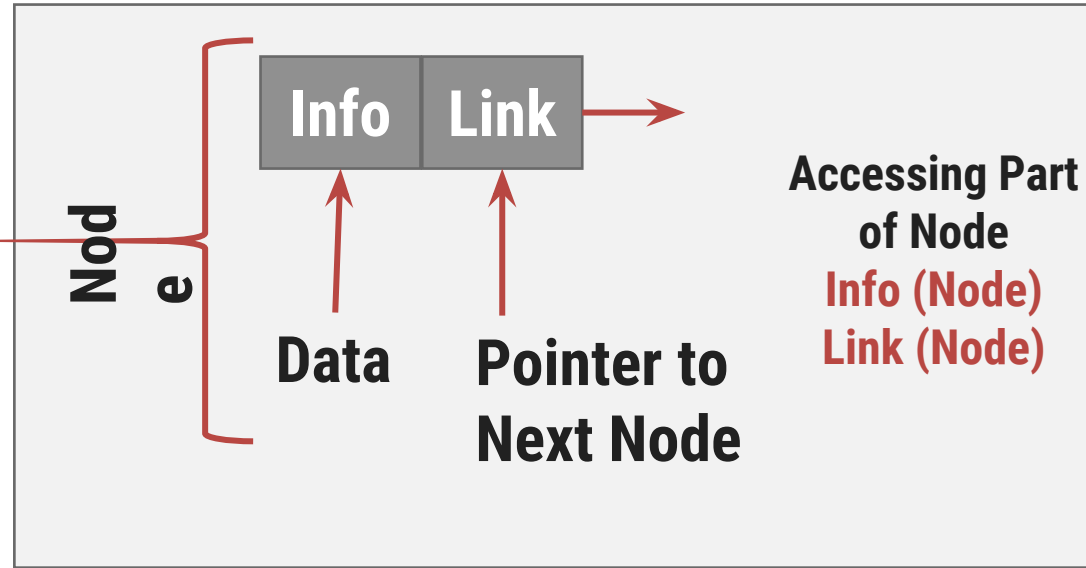 Nod
e
Info Link
Data
Pointer to
Next Node
Accessing Part
of Node
Info (Node)
Link (Node)